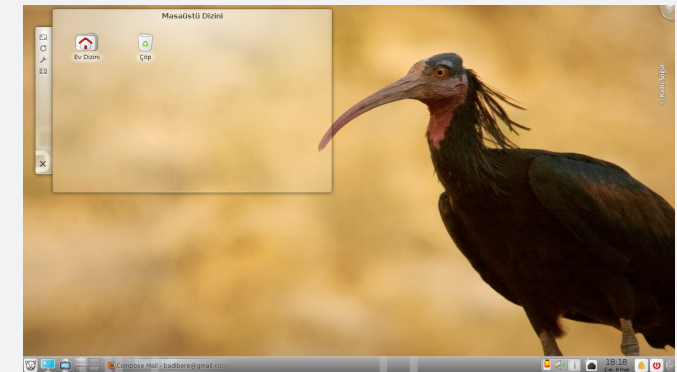 Masaüstü Dizini
Ev Dizini
Çöp
Compose Mail - badibere@gmail.com
18:18